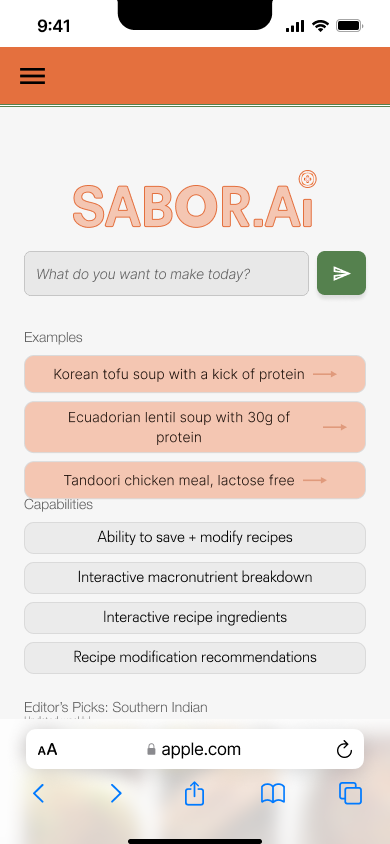 9:41
SABOR.Ai
What do you want to make today?
Examples
Korean tofu soup with a kick of protein
Ecuadorian lentil soup with 30g of
protein
Tandoori chicken meal, lactose free
Capabilities
Ability to save + modify recipes
Interactive macronutrient breakdown
Interactive recipe ingredients
Recipe modification recommendations
Editor's Picks: Southern Indian
AA
apple.com